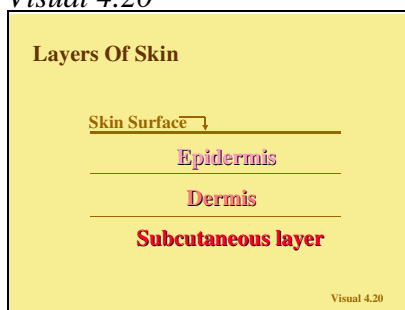 Visual 4.20
Layers Of Skin
Skin Surface
Epidermis
Dermis
Subcutaneous layer
Visual 4.20